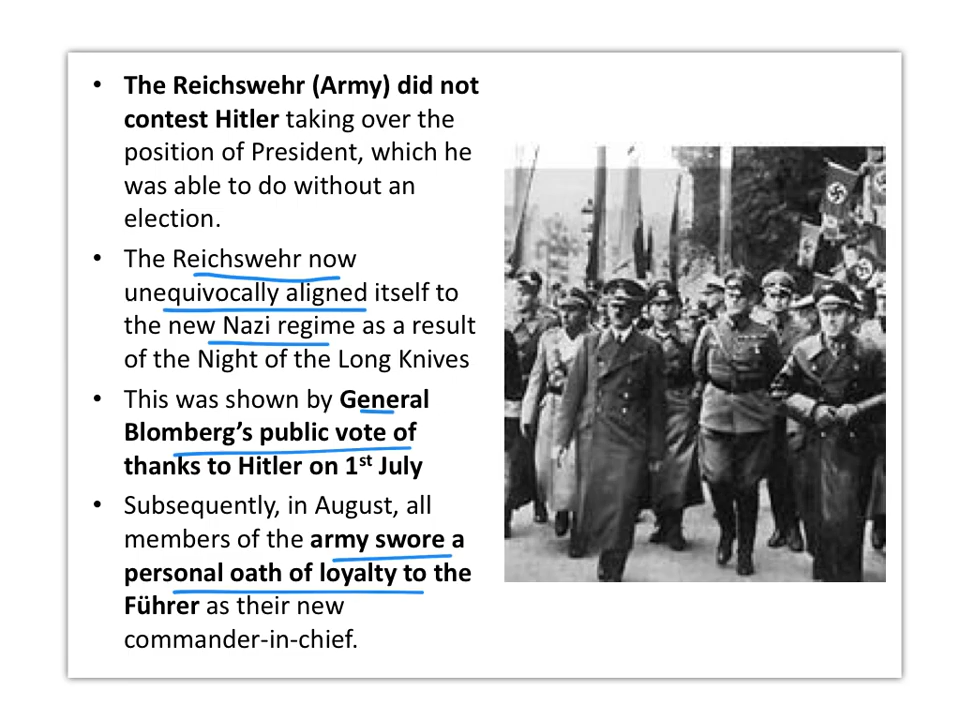 • The Reichswehr (Army) did not
contest Hitler taking over the
position of President, which he
was able to do without an
election.
• The Reichswehr now
unequivocally aligned itself to
the new Nazi regime as a result
of the Night of the Long Knives
• This was shown by General
Blomberg’s public vote of
thanks to Hitler on 1st July
• Subsequently, in August, all
members of the army swore a
personal oath of loyalty to the
Führer as their new
commander-in-chief.